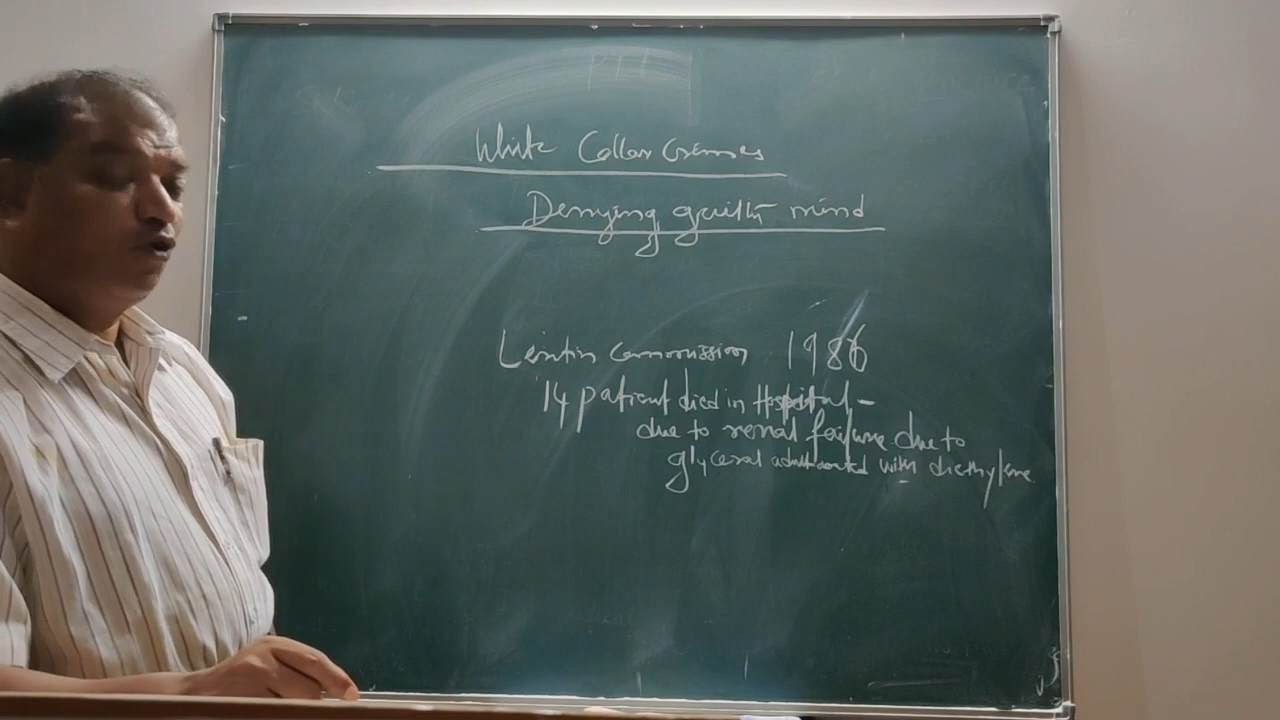 White Collar Crimes
Denying guilty mind
Lentin commission 1986
14 patient died in Hospital -
due to renal failure due to
glyceral adulterated with diethylene